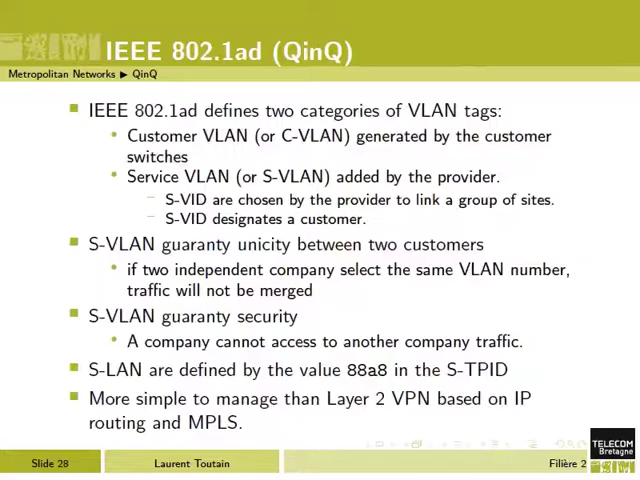 IEEE 802.1ad (QinQ)
Metropolitan Networks ▶ QinQ
IEEE 802.1ad defines two categories of VLAN tags:
Customer VLAN (or C-VLAN) generated by the customer
switches
Service VLAN (or S-VLAN) added by the provider.
S-VID are chosen by the provider to link a group of sites.
S-VID designates a customer.
S-VLAN guaranty unicity between two customers
if two independent company select the same VLAN number,
traffic will not be merged
S-VLAN guaranty security
A company cannot access to another company traffic.
S-LAN are defined by the value 88a8 in the S-TPID
More simple to manage than Layer 2 VPN based on IP
routing and MPLS.
TELECOM
Bretagne
Slide 28
Laurent Toutain
Filière 2